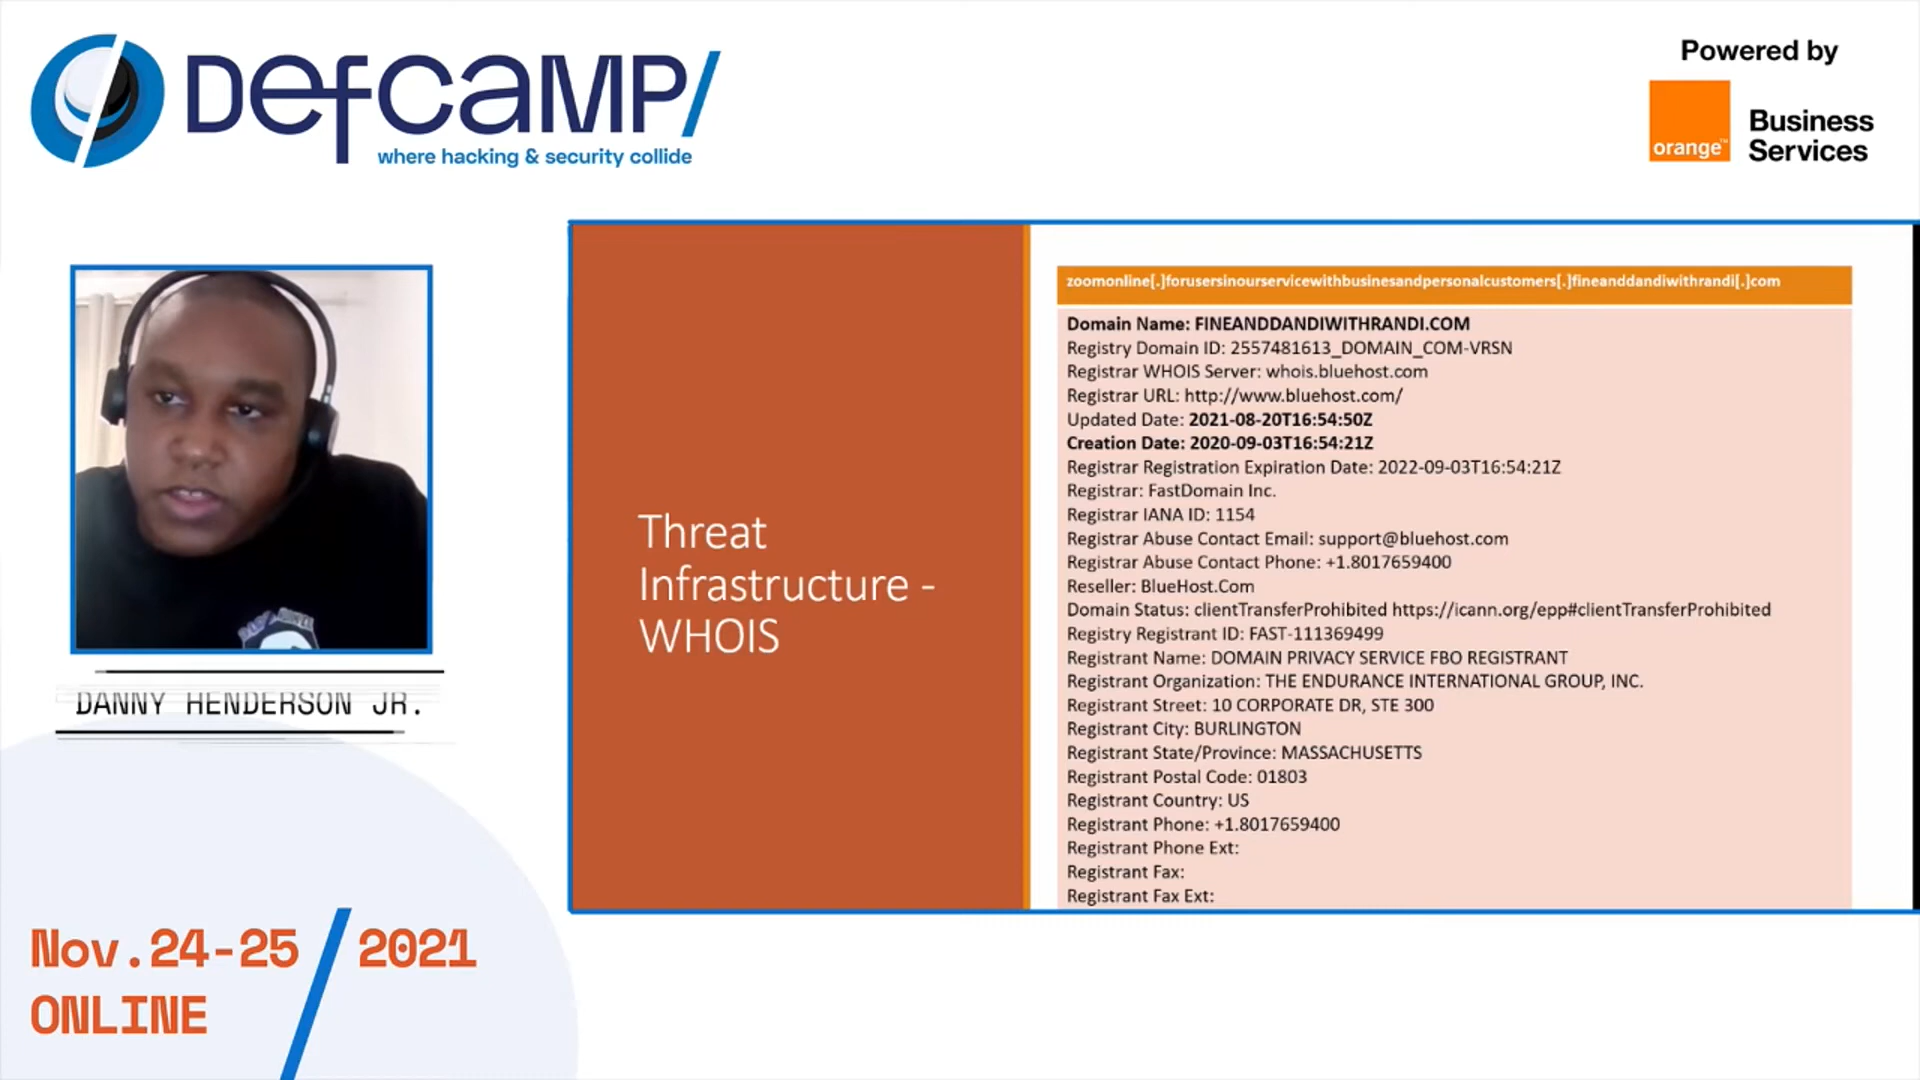 Defcamp/
where hacking & security collide
Powered by
orange™
Business
Services
DANNY HENDERSON JR.
Nov.24-25 / 2021
ONLINE
Threat
Infrastructure -
WHOIS
zoomonline[.]forusersinourservicewithbusinesandpersonalcustomers[.]fineanddandiwithrandi[.]com
Domain Name: FINEANDDANDIWITHRANDI.COM
Registry Domain ID: 2557481613_DOMAIN_COM-VRSN
Registrar WHOIS Server: whois.bluehost.com
Registrar URL: http://www.bluehost.com/
Updated Date: 2021-08-20T16:54:50Z
Creation Date: 2020-09-03T16:54:21Z
Registrar Registration Expiration Date: 2022-09-03T16:54:21Z
Registrar: FastDomain Inc.
Registrar IANA ID: 1154
Registrar Abuse Contact Email: support@bluehost.com
Registrar Abuse Contact Phone: +1.8017659400
Reseller: BlueHost.Com
Domain Status: clientTransferProhibited https://icann.org/epp#clientTransferProhibited
Registry Registrant ID: FAST-111369499
Registrant Name: DOMAIN PRIVACY SERVICE FBO REGISTRANT
Registrant Organization: THE ENDURANCE INTERNATIONAL GROUP, INC.
Registrant Street: 10 CORPORATE DR, STE 300
Registrant City: BURLINGTON
Registrant State/Province: MASSACHUSETTS
Registrant Postal Code: 01803
Registrant Country: US
Registrant Phone: +1.8017659400
Registrant Phone Ext:
Registrant Fax:
Registrant Fax Ext: